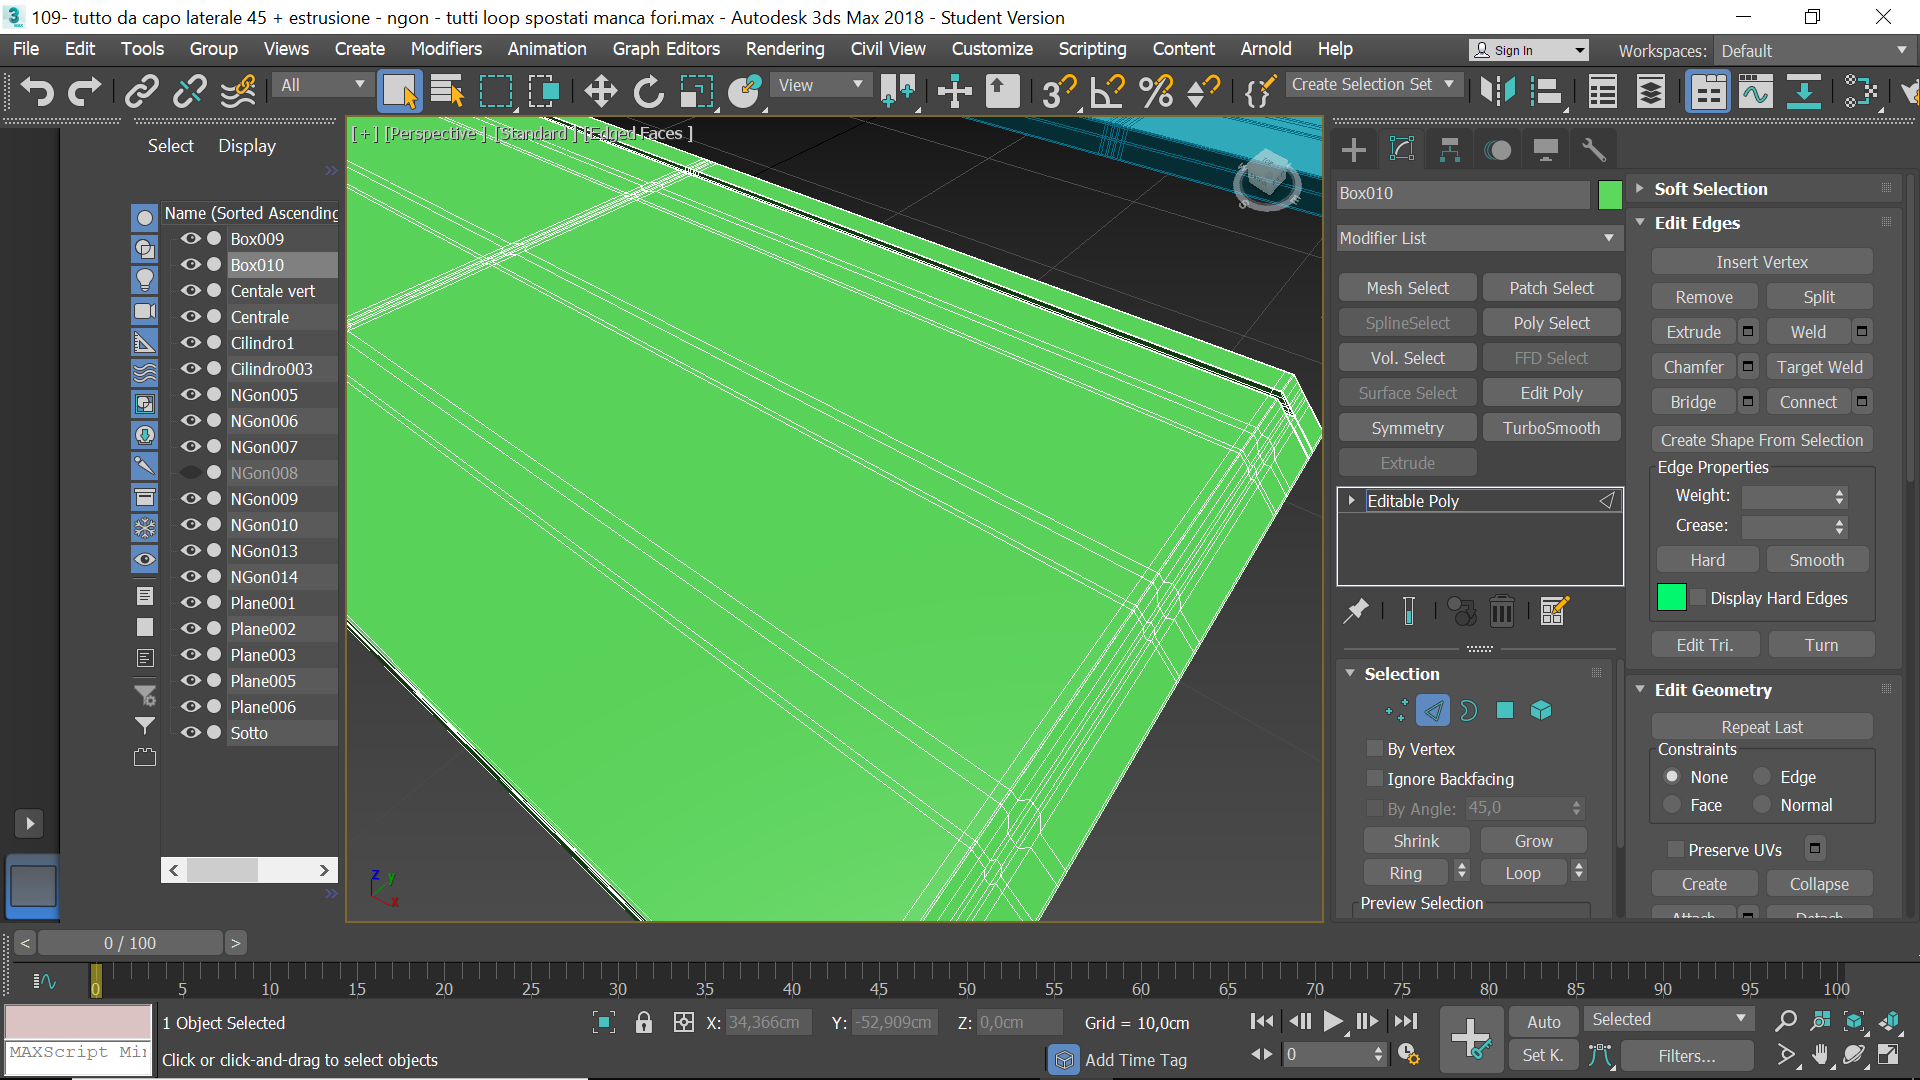 109- tutto da capo laterale 45 + estrusione - ngon - tutti loop spostati manca fori.max - Autodesk 3ds Max 2018 - Student Version
File Edit Tools Group Views Create Modifiers Animation Graph Editors Rendering Civil View Customize Scripting Content Arnold Help
Sign In
Workspaces: Default
All
View
Create Selection Set
Select Display
Name (Sorted Ascending
Box009
Box010
Centale vert
Centrale
Cilindro1
Cilindro003
NGon005
NGon006
NGon007
NGon008
NGon009
NGon010
NGon013
NGon014
Plane001
Plane002
Plane003
Plane005
Plane006
Sotto
[ + ] [Perspective ] [Standard ] [Edged Faces ]
z
y
x
Box010
Modifier List
Mesh Select Patch Select
SplineSelect Poly Select
Vol. Select FFD Select
Surface Select Edit Poly
Symmetry TurboSmooth
Extrude
Editable Poly
Selection
By Vertex
Ignore Backfacing
By Angle: 45,0
Shrink Grow
Ring Loop
Preview Selection
Soft Selection
Edit Edges
Insert Vertex
Remove Split
Extrude Weld
Chamfer Target Weld
Bridge Connect
Create Shape From Selection
Edge Properties
Weight:
Crease:
Hard Smooth
Display Hard Edges
Edit Tri. Turn
Edit Geometry
Repeat Last
Constraints
None Edge
Face Normal
Preserve UVs
Create Collapse
Attach Detach
< 0 / 100 >
0 5 10 15 20 25 30 35 40 45 50 55 60 65 70 75 80 85 90 95 100
1 Object Selected
X: 34,366cm Y: -52,909cm Z: 0,0cm Grid = 10,0cm
Auto Selected
MAXScript Mi
Click or click-and-drag to select objects
Add Time Tag
0
Set K. Filters...